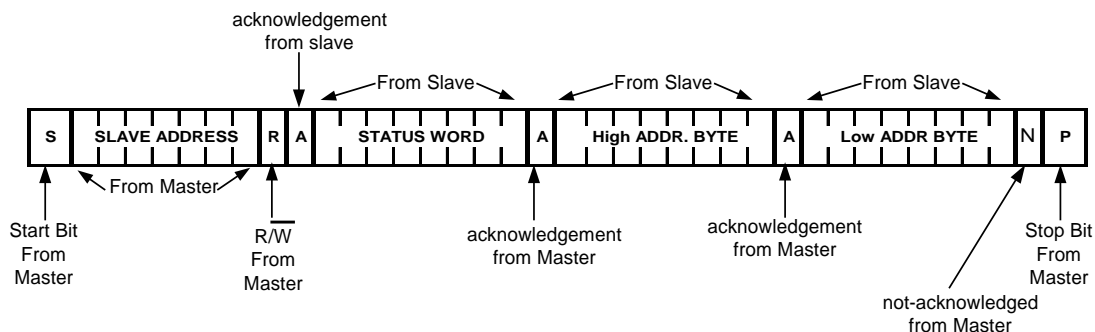 acknowledgement
from slave
From Slave
From Slave
From Slave
S SLAVE ADDRESS R A STATUS WORD A High ADDR. BYTE A Low ADDR BYTE N P
From Master
Start Bit
From
Master
R/W
From
Master
acknowledgement
from Master
acknowledgement
from Master
not-acknowledged
from Master
Stop Bit
From
Master